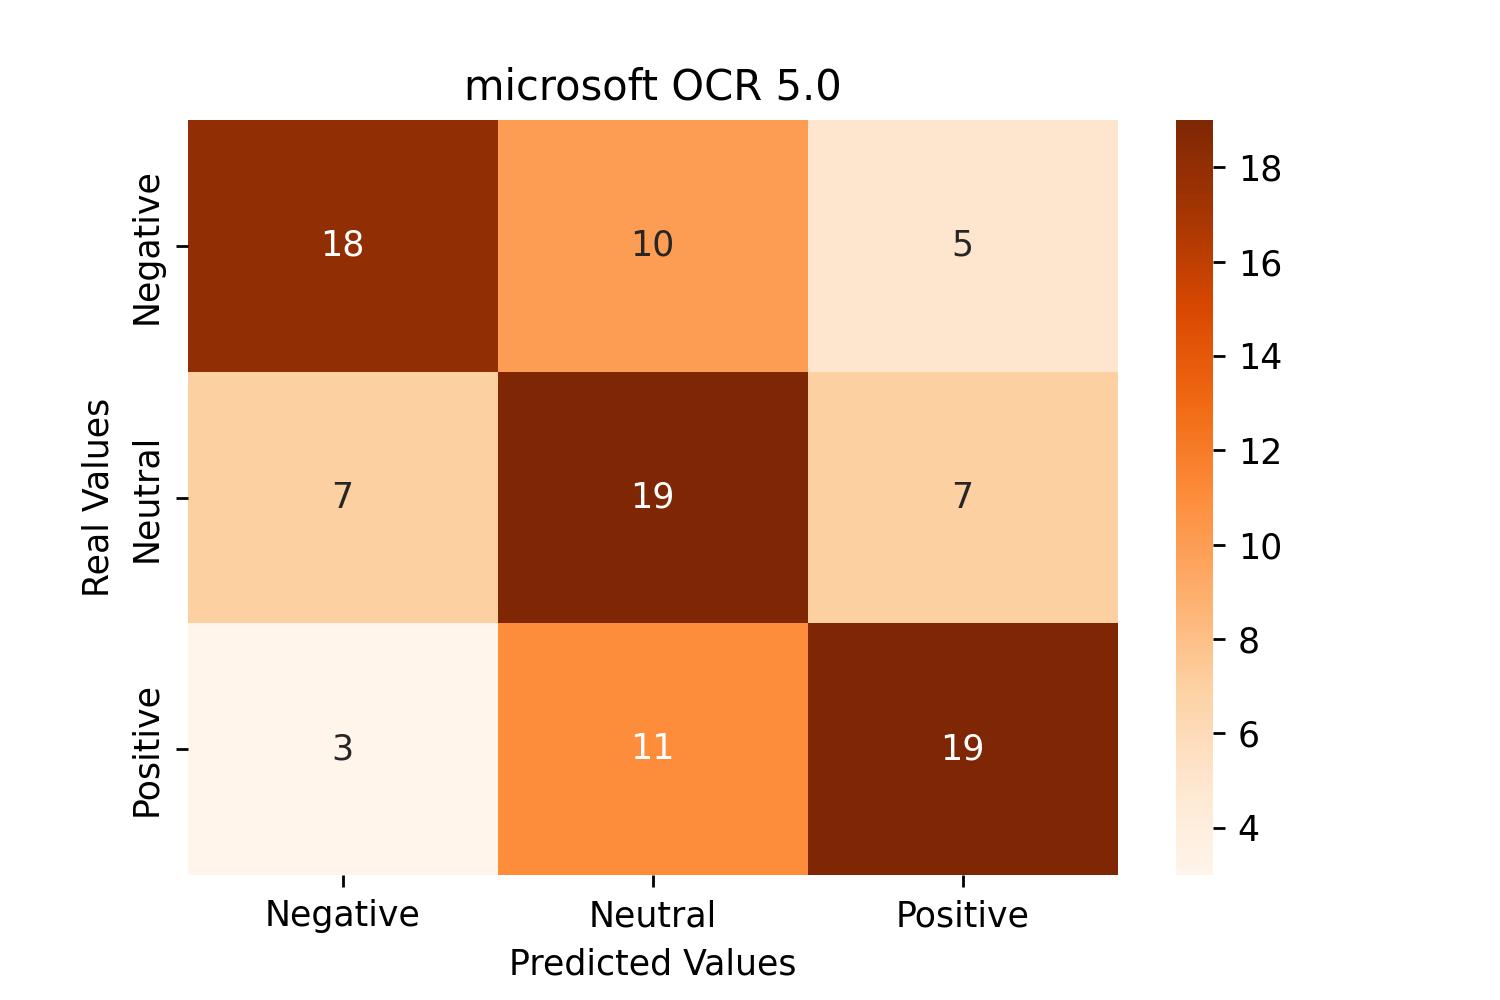 microsoft OCR 5.0
Real Values
Negative
18 10 5
Neutral
7 19 7
Positive
3 11 19
Negative Neutral Positive
Predicted Values
18
16
14
12
10
8
6
4